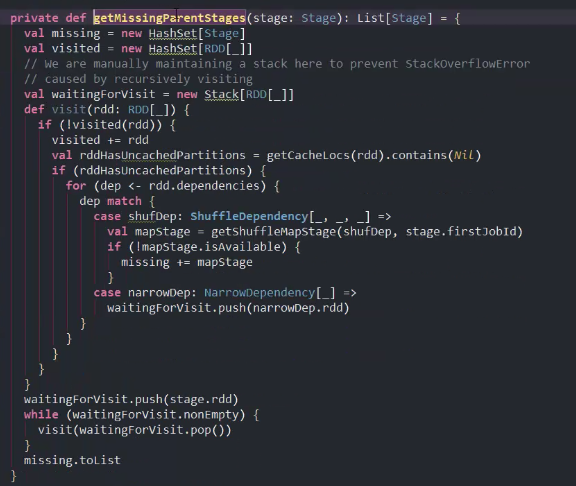 private def getMissingParentStages(stage: Stage): List[Stage] = {
  val missing = new HashSet[Stage]
  val visited = new HashSet[RDD[_]]
  // We are manually maintaining a stack here to prevent StackOverflowError
  // caused by recursively visiting
  val waitingForVisit = new Stack[RDD[_]]
  def visit(rdd: RDD[_]) {
    if (!visited(rdd)) {
      visited += rdd
      val rddHasUncachedPartitions = getCacheLocs(rdd).contains(Nil)
      if (rddHasUncachedPartitions) {
        for (dep <- rdd.dependencies) {
          dep match {
            case shufDep: ShuffleDependency[_, _, _] =>
              val mapStage = getShuffleMapStage(shufDep, stage.firstJobId)
              if (!mapStage.isAvailable) {
                missing += mapStage
              }
            case narrowDep: NarrowDependency[_] =>
              waitingForVisit.push(narrowDep.rdd)
          }
        }
      }
    }
  }
  waitingForVisit.push(stage.rdd)
  while (waitingForVisit.nonEmpty) {
    visit(waitingForVisit.pop())
  }
  missing.toList
}